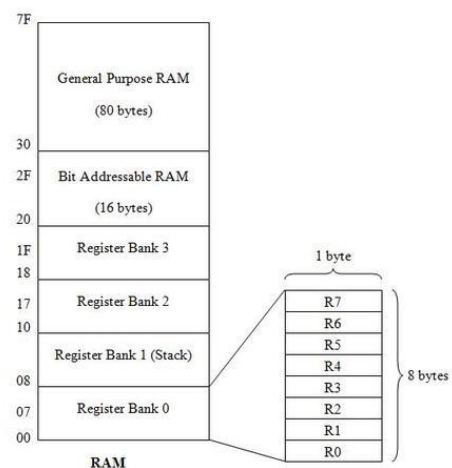 7F
General Purpose RAM
(80 bytes)
30
2F
Bit Addressable RAM
(16 bytes)
20
1F
Register Bank 3
18
17
Register Bank 2
10
Register Bank 1 (Stack)
08
07
Register Bank 0
00
RAM
1 byte
R7
R6
R5
R4
R3
R2
R1
R0
8 bytes